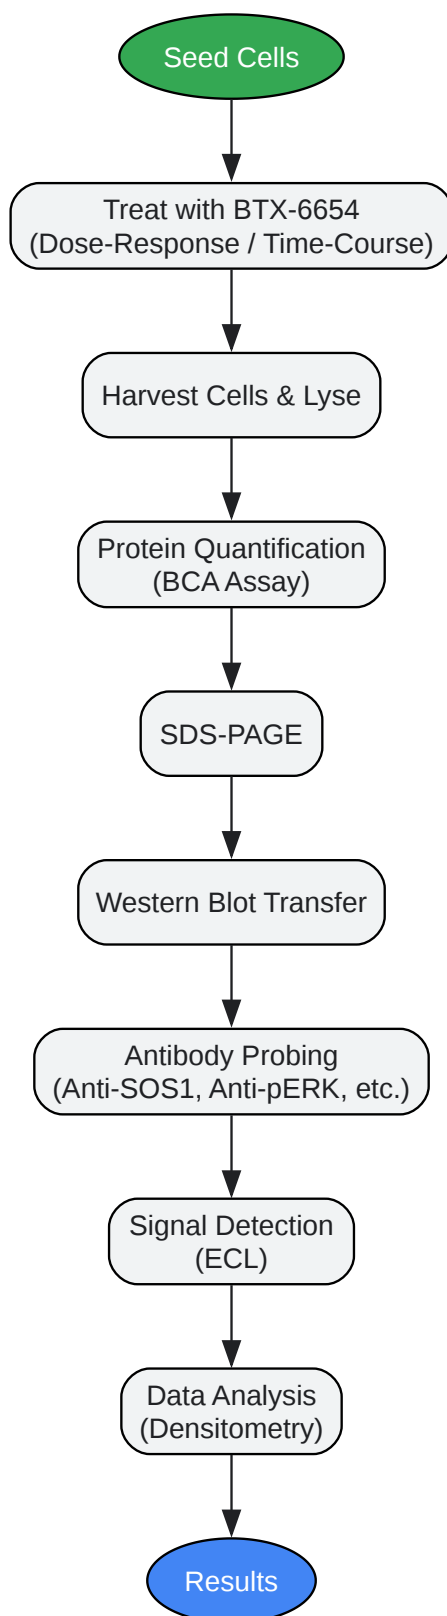 Seed Cells
Treat with BTX-6654
(Dose-Response / Time-Course)
Harvest Cells & Lyse
Protein Quantification
(BCA Assay)
SDS-PAGE
Western Blot Transfer
Antibody Probing
(Anti-SOS1, Anti-pERK, etc.)
Signal Detection
(ECL)
Data Analysis
(Densitometry)
Results